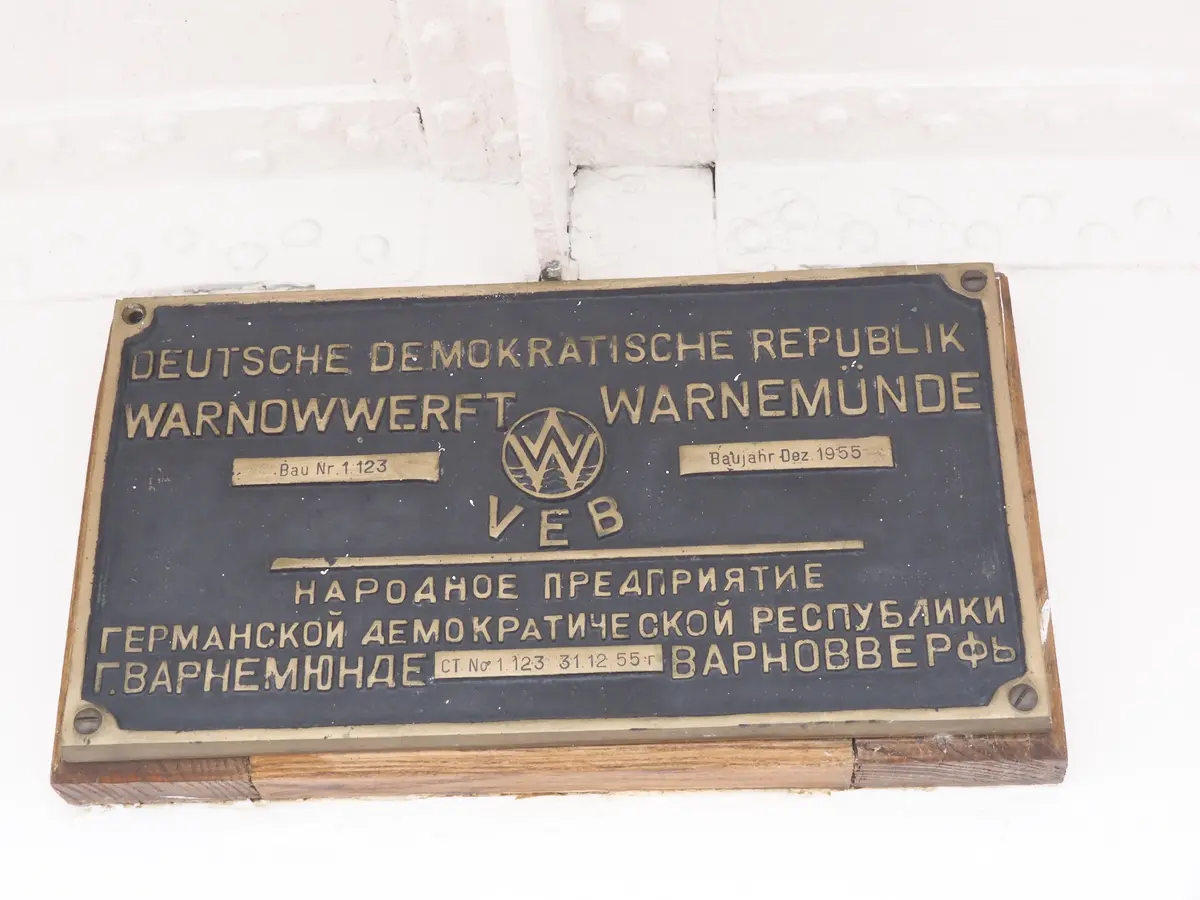 DEUTSCHE DEMOKRATISCHE REPUBLIK
WARNOWWERFT WARNEMÜNDE
Bau Nr. 1 123
W
Baujahr Dez. 1955
VEB
НАРОДНОЕ ПРЕДПРИЯТИЕ
ГЕРМАНСКОЙ ДЕМОКРАТИЧЕСКОЙ РЕСПУБЛИКИ
Г.ВАРНЕМЮНДЕ СТ No 1 123 31.12 55 г ВАРНОВВЕРФЬ